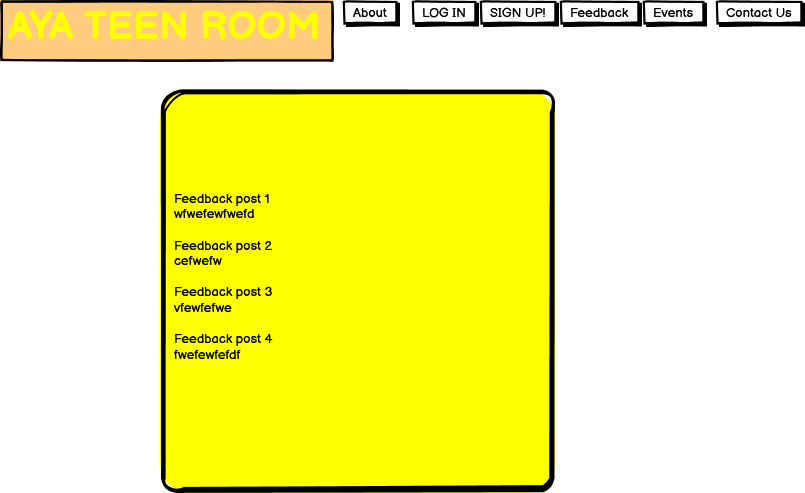 AYA TEEN ROOM
About
LOG IN
SIGN UP!
Feedback
Events
Contact Us
Feedback post 1
wfwefewfwefd
Feedback post 2
cefwefw
Feedback post 3
vfewfefwe
Feedback post 4
fwefewfefdf